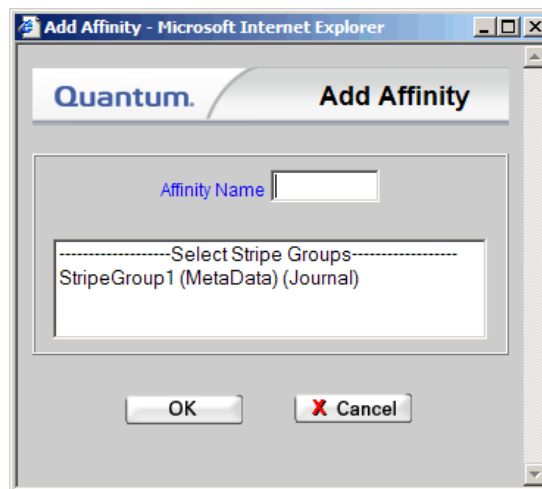 Add Affinity - Microsoft Internet Explorer
Quantum. Add Affinity
Affinity Name
-------------------Select Stripe Groups------------------
StripeGroup1 (MetaData) (Journal)
OK X Cancel